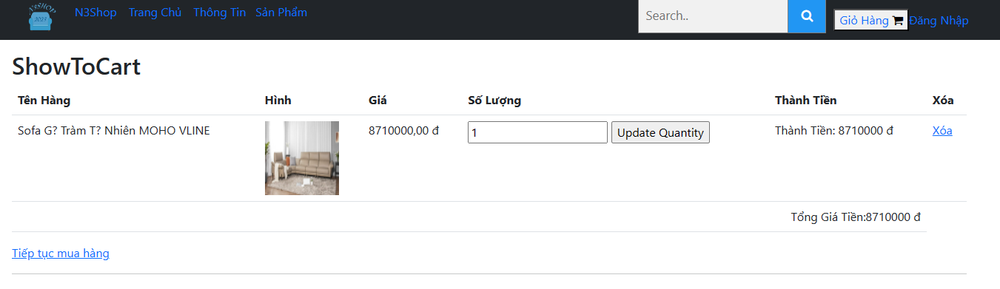 N3SHOP
2023
N3Shop Trang Chủ Thông Tin Sản Phẩm
Search..
Giỏ Hàng Đăng Nhập
ShowToCart
Tên Hàng Hình Giá Số Lượng Thành Tiền Xóa
Sofa G? Tràm T? Nhiên MOHO VLINE 8710000,00 đ 1 Update Quantity Thành Tiền: 8710000 đ Xóa
Tổng Giá Tiền:8710000 đ
Tiếp tục mua hàng